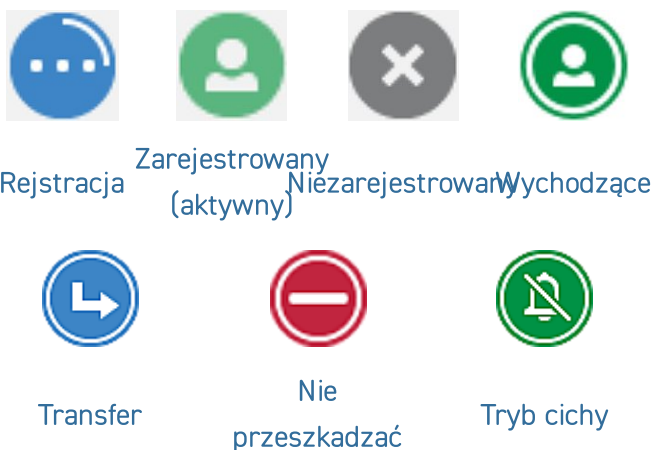 Rejstracja
Zarejestrowany
(aktywny)
Niezarejestrowany
Wychodzące
Transfer
Nie
przeszkadzać
Tryb cichy